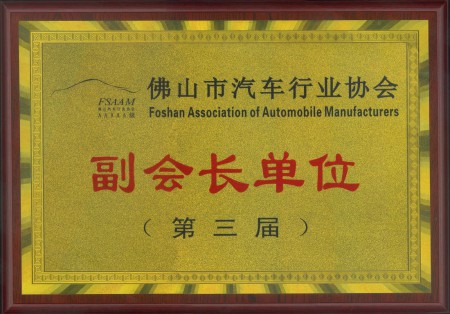 FSAAM
佛山市汽车行业协会
Foshan Association of Automobile Manufacturers
副会长单位
（第三届）